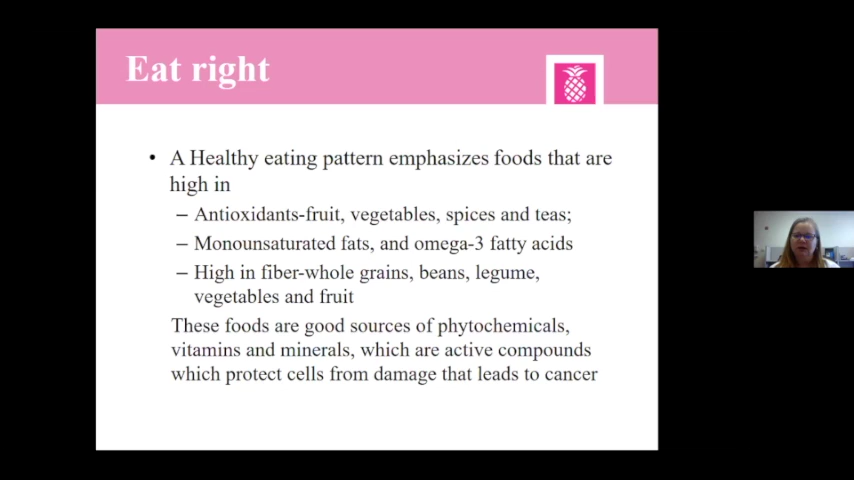 Eat right
• A Healthy eating pattern emphasizes foods that are
high in
– Antioxidants-fruit, vegetables, spices and teas;
– Monounsaturated fats, and omega-3 fatty acids
– High in fiber-whole grains, beans, legume,
vegetables and fruit
These foods are good sources of phytochemicals,
vitamins and minerals, which are active compounds
which protect cells from damage that leads to cancer